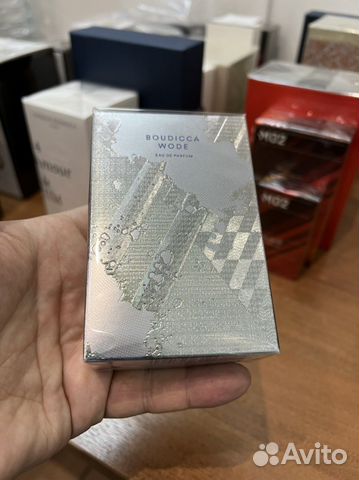 BOUDICCA
WODE
EAU DE PARFUM
M02
M02
Avito